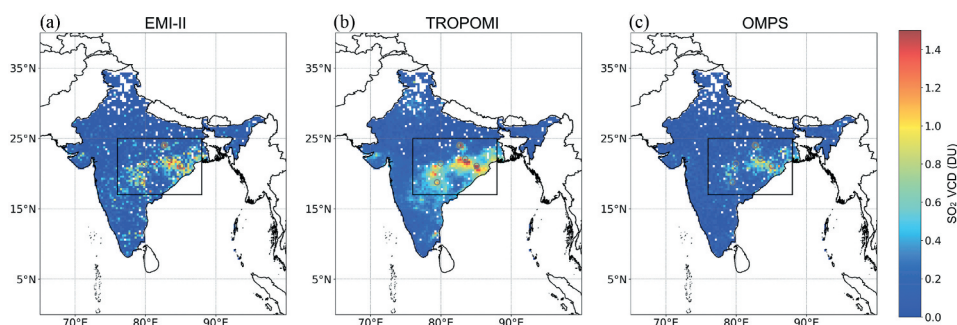 (a) EMI-II
(b) TROPOMI
(c) OMPS
35°N
25°N
15°N
5°N
70°E 80°E 90°E
35°N
25°N
15°N
5°N
70°E 80°E 90°E
35°N
25°N
15°N
5°N
70°E 80°E 90°E
1.4
1.2
1.0
0.8
0.6
0.4
0.2
0.0
SO₂ VCD (DU)